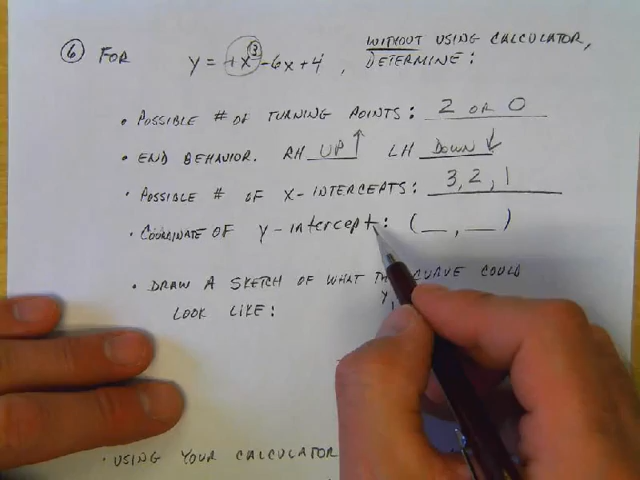 ⑥ FOR y = 1x³ - 6x + 4, WITHOUT USING CALCULATOR,
DETERMINE:
• POSSIBLE # OF TURNING POINTS: 2 OR 0
• END BEHAVIOR. RH UP ↑ LH DOWN ↓
• POSSIBLE # OF X-INTERCEPTS: 3, 2, 1
• COORDINATE OF Y-intercept: ( __ , __ )
• DRAW A SKETCH OF WHAT THE CURVE COULD
LOOK LIKE: y
• USING YOUR CALCULATOR